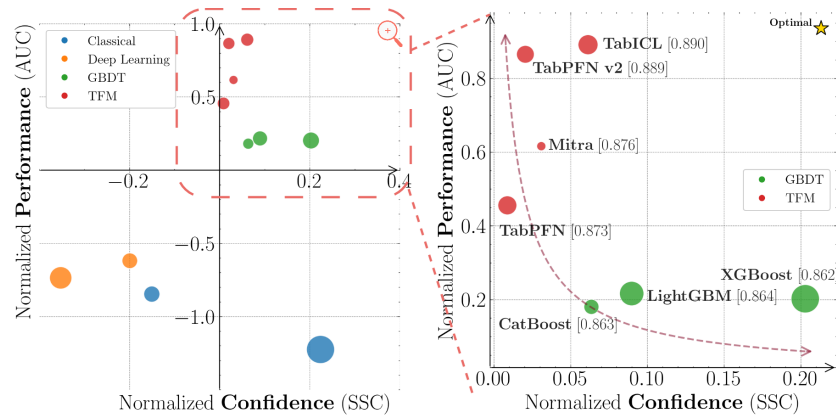 1.0
0.5
−0.5
−1.0
−0.2
0.2
0.4
Classical
Deep Learning
GBDT
TFM
Normalized Performance (AUC)
Normalized Confidence (SSC)
Optimal
TabICL [0.890]
TabPFN v2 [0.889]
Mitra [0.876]
TabPFN [0.873]
XGBoost [0.862
LightGBM [0.864]
CatBoost [0.863]
GBDT
TFM
0.8
0.6
0.4
0.2
0.00
0.05
0.10
0.15
0.20
Normalized Performance (AUC)
Normalized Confidence (SSC)